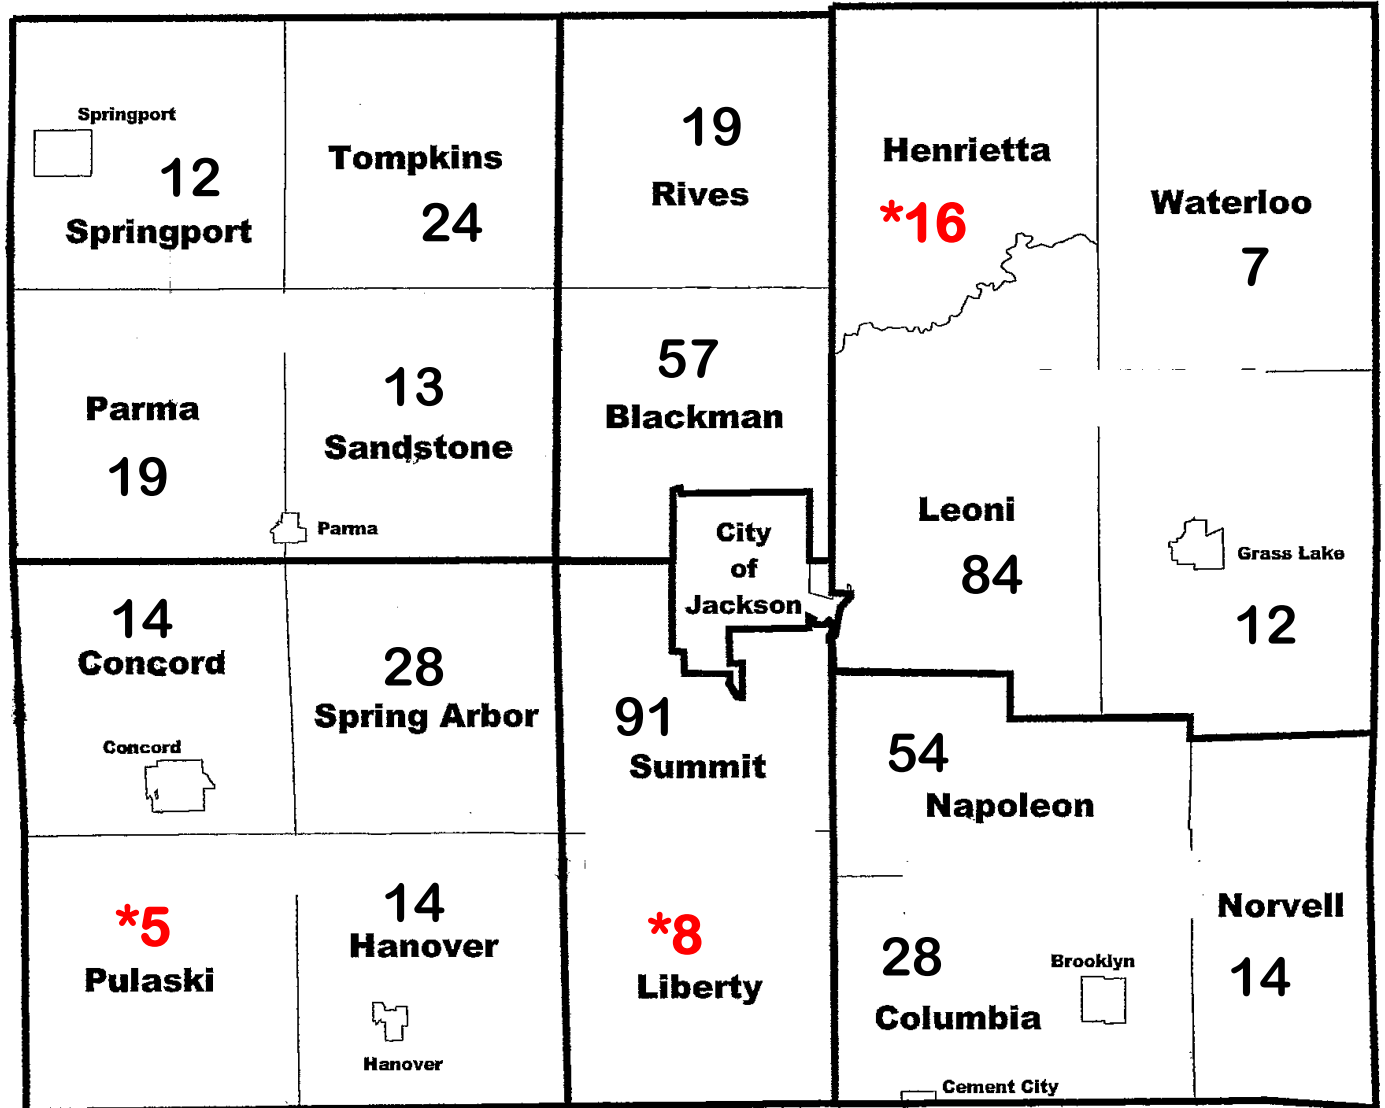 Springport
12
Springport
Tompkins
24
19
Rives
Henrietta
*16
Waterloo
7
Parma
19
13
Sandstone
Parma
57
Blackman
City
of
Jackson
Leoni
84
Grass Lake
12
14
Concord
Concord
28
Spring Arbor
91
Summit
54
Napoleon
*5
Pulaski
14
Hanover
Hanover
*8
Liberty
28
Columbia
Brooklyn
Cement City
Norvell
14